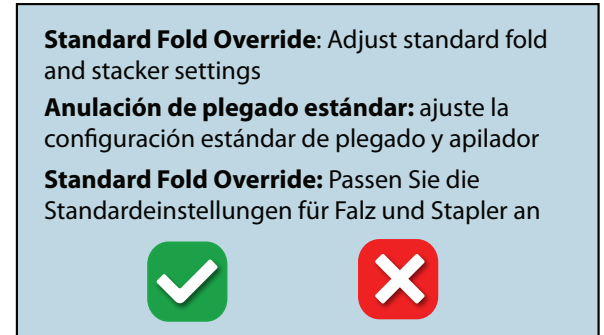 Standard Fold Override: Adjust standard fold
and stacker settings
Anulación de plegado estándar: ajuste la
configuración estándar de plegado y apilador
Standard Fold Override: Passen Sie die
Standardeinstellungen für Falz und Stapler an